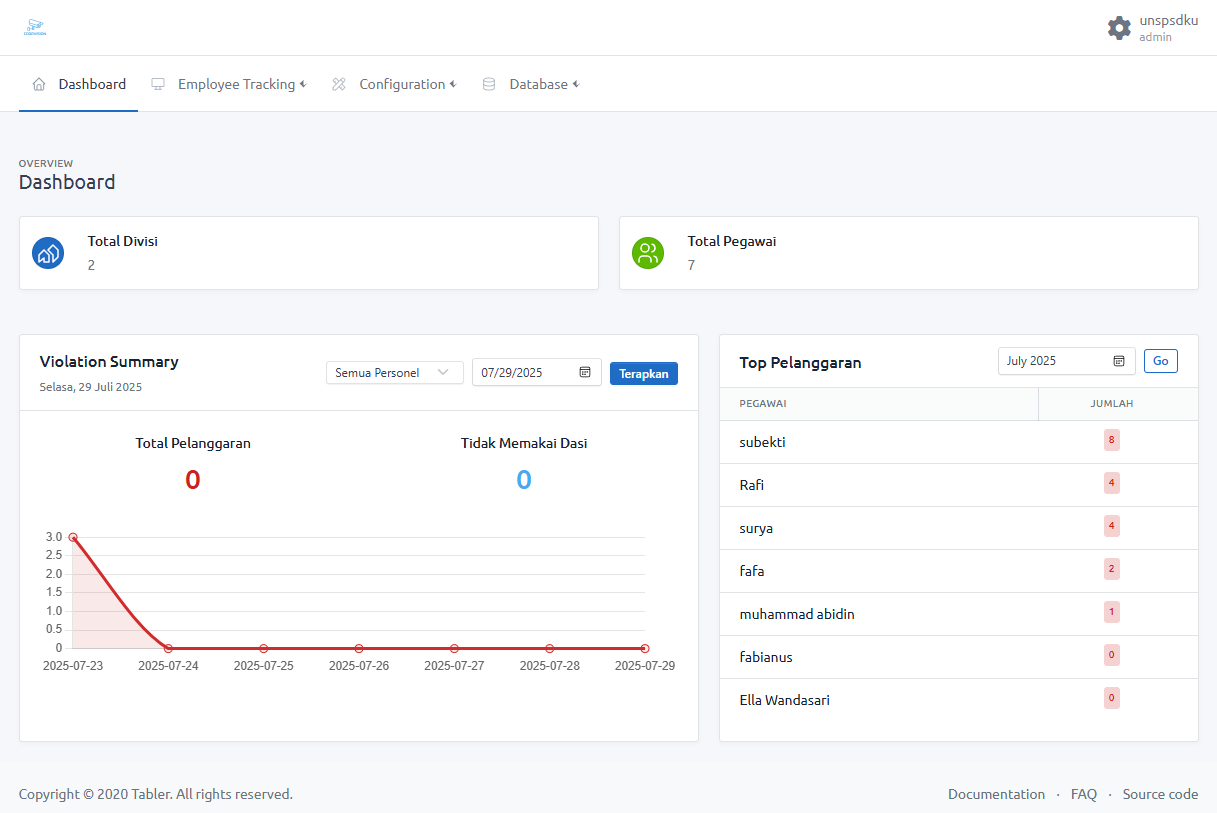 unspsdku
admin
Dashboard
Employee Tracking
Configuration
Database
OVERVIEW
Dashboard
Total Divisi
2
Total Pegawai
7
Violation Summary
Selasa, 29 Juli 2025
Semua Personel
07/29/2025
Terapkan
Total Pelanggaran
0
Tidak Memakai Dasi
0
3.0
2.5
2.0
1.5
1.0
0.5
0
2025-07-23 2025-07-24 2025-07-25 2025-07-26 2025-07-27 2025-07-28 2025-07-29
Top Pelanggaran
July 2025
Go
PEGAWAI JUMLAH
subekti 8
Rafi 4
surya 4
fafa 2
muhammad abidin 1
fabianus 0
Ella Wandasari 0
Copyright © 2020 Tabler. All rights reserved.
Documentation · FAQ · Source code